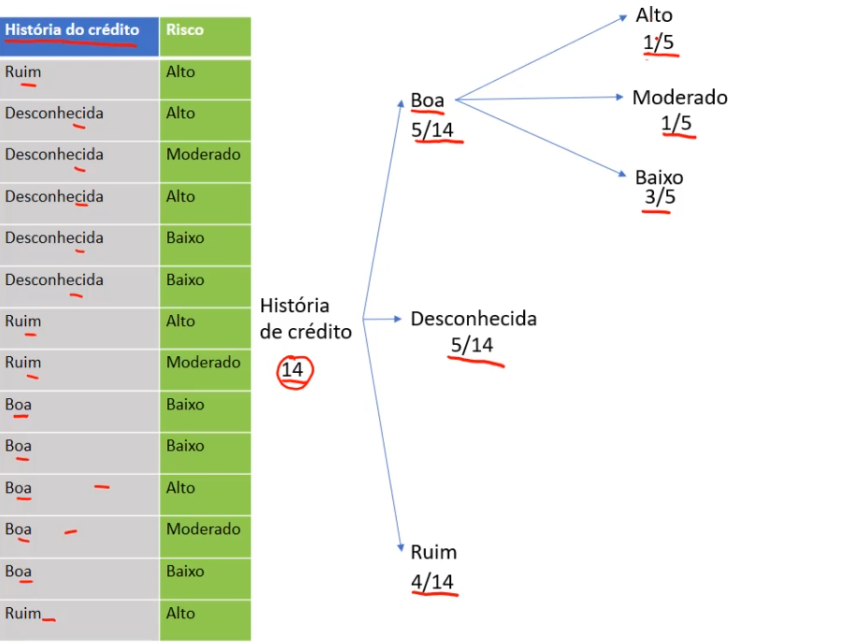 História do crédito Risco
Ruim Alto
Desconhecida Alto
Desconhecida Moderado
Desconhecida Alto
Desconhecida Baixo
Desconhecida Baixo
Ruim Alto
Ruim Moderado
Boa Baixo
Boa Baixo
Boa Alto
Boa Moderado
Boa Baixo
Ruim Alto
História
de crédito
14
Boa
5/14
Alto
1/5
Moderado
1/5
Baixo
3/5
Desconhecida
5/14
Ruim
4/14